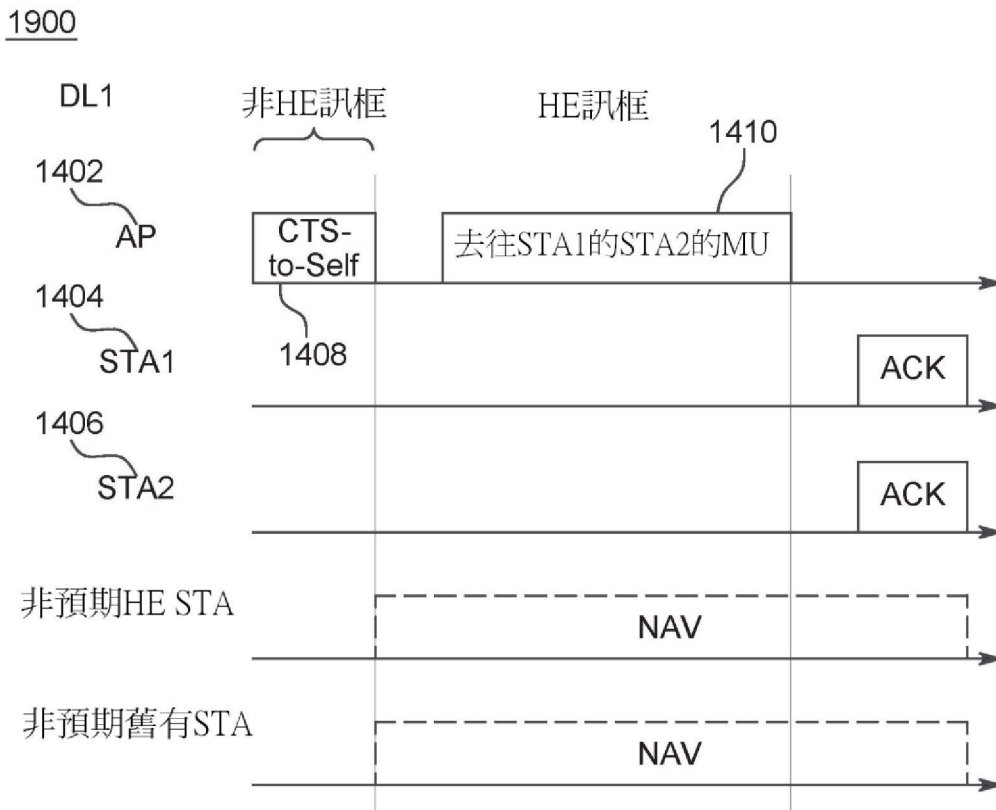 1900
DL1
非HE訊框
HE訊框
1410
1402
AP
CTS-
to-Self
去往STA1的STA2的MU
1404
STA1
1408
ACK
1406
STA2
ACK
非預期HE STA
NAV
非預期舊有STA
NAV